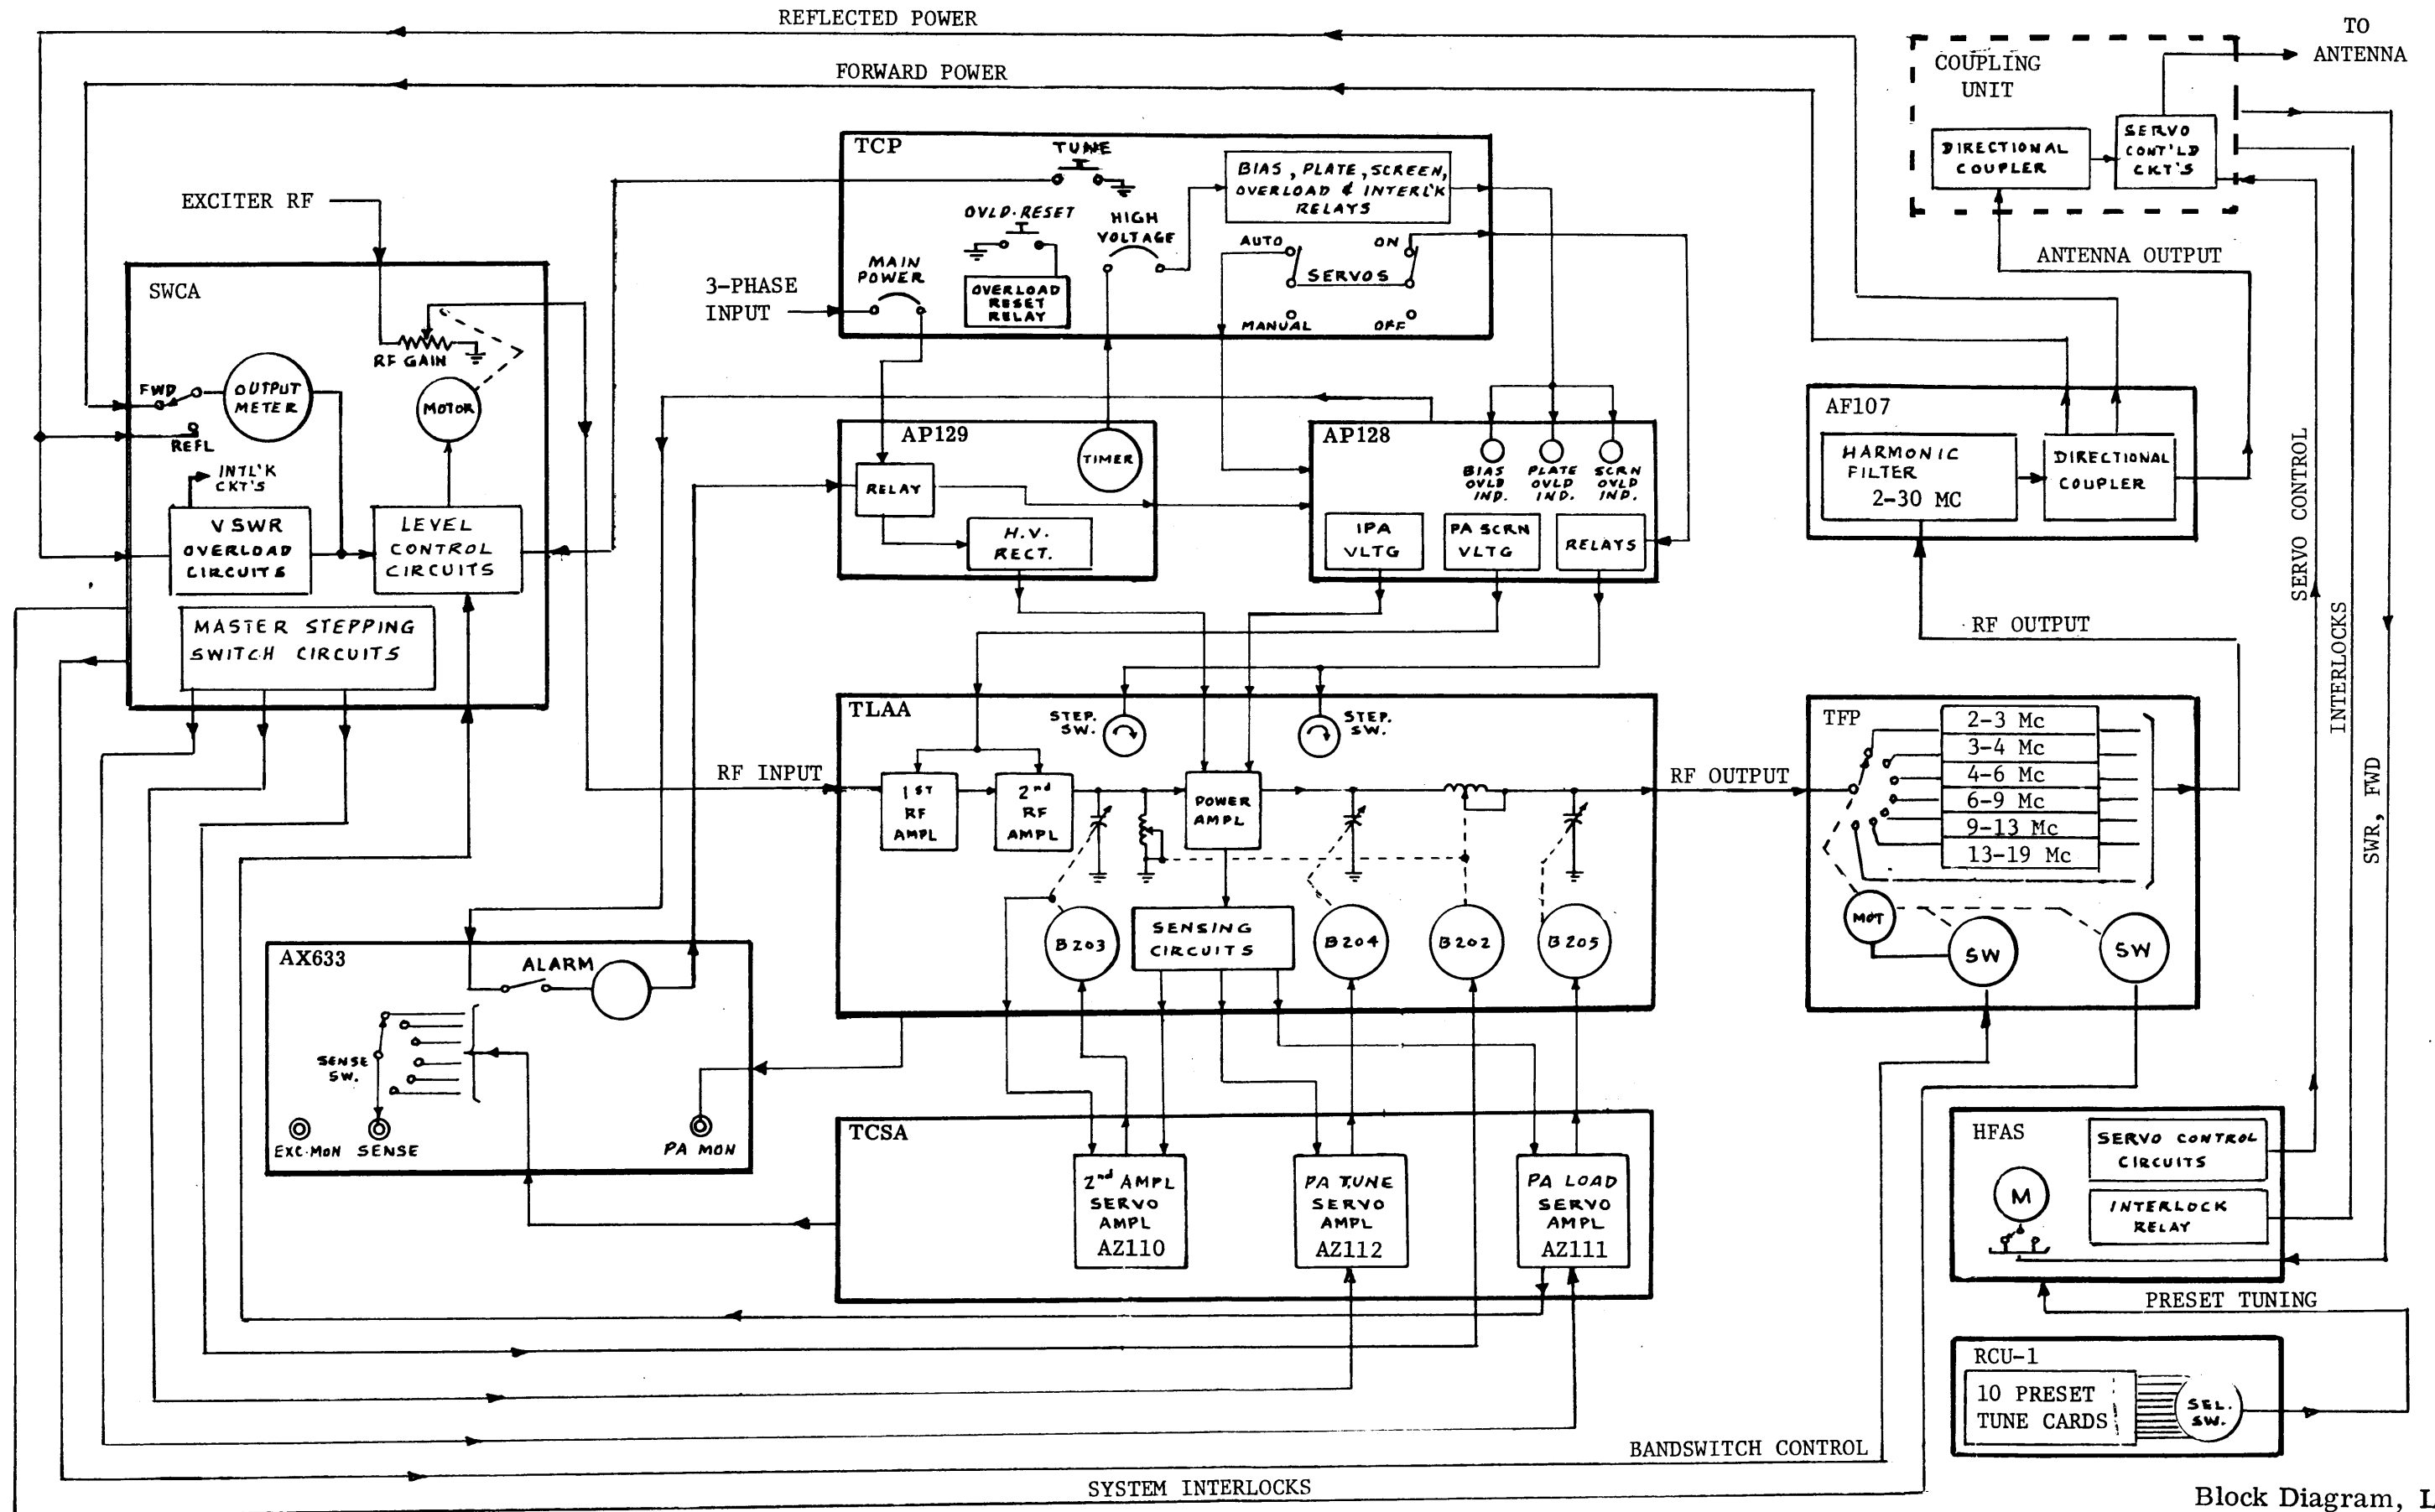 REFLECTED POWER
FORWARD POWER
TO
ANTENNA
COUPLING
UNIT
DIRECTIONAL
COUPLER
SERVO
CONT'LD
CKT'S
ANTENNA OUTPUT
EXCITER RF
TCP
TUNE
OVLD. RESET
OVERLOAD
RESET
RELAY
HIGH
VOLTAGE
MAIN
POWER
BIAS, PLATE, SCREEN,
OVERLOAD & INTERL'K
RELAYS
AUTO
ON
SERVOS
MANUAL
OFF
3-PHASE
INPUT
SWCA
RF GAIN
FWD
OUTPUT
METER
REFL
MOTOR
INTL'K
CKT'S
VSWR
OVERLOAD
CIRCUITS
LEVEL
CONTROL
CIRCUITS
MASTER STEPPING
SWITCH CIRCUITS
AP129
TIMER
RELAY
H.V.
RECT.
AP128
BIAS
OVLD
IND.
PLATE
OVLD
IND.
SCRN
OVLD
IND.
IPA
VLTG
PA SCRN
VLTG
RELAYS
AF107
HARMONIC
FILTER
2-30 MC
DIRECTIONAL
COUPLER
SERVO CONTROL
INTERLOCKS
SWR, FWD
RF OUTPUT
TLAA
STEP.
SW.
STEP.
SW.
RF INPUT
1ST
RF
AMPL
2nd
RF
AMPL
POWER
AMPL
SENSING
CIRCUITS
B203
B204
B202
B205
RF OUTPUT
TFP
2-3 Mc
3-4 Mc
4-6 Mc
6-9 Mc
9-13 Mc
13-19 Mc
MOT
SW
SW
AX633
ALARM
SENSE
SW.
EXC. MON
SENSE
PA MON
TCSA
2nd AMPL
SERVO
AMPL
AZ110
PA TUNE
SERVO
AMPL
AZ112
PA LOAD
SERVO
AMPL
AZ111
HFAS
SERVO CONTROL
CIRCUITS
M
INTERLOCK
RELAY
PRESET TUNING
RCU-1
10 PRESET
TUNE CARDS
SEL.
SW.
BANDSWITCH CONTROL
SYSTEM INTERLOCKS
Block Diagram,